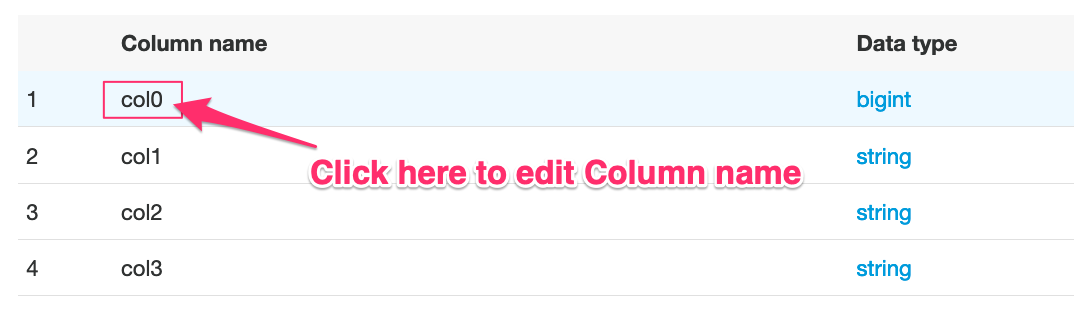 Column name Data type
1 col0 bigint
2 col1 string
Click here to edit Column name
3 col2 string
4 col3 string